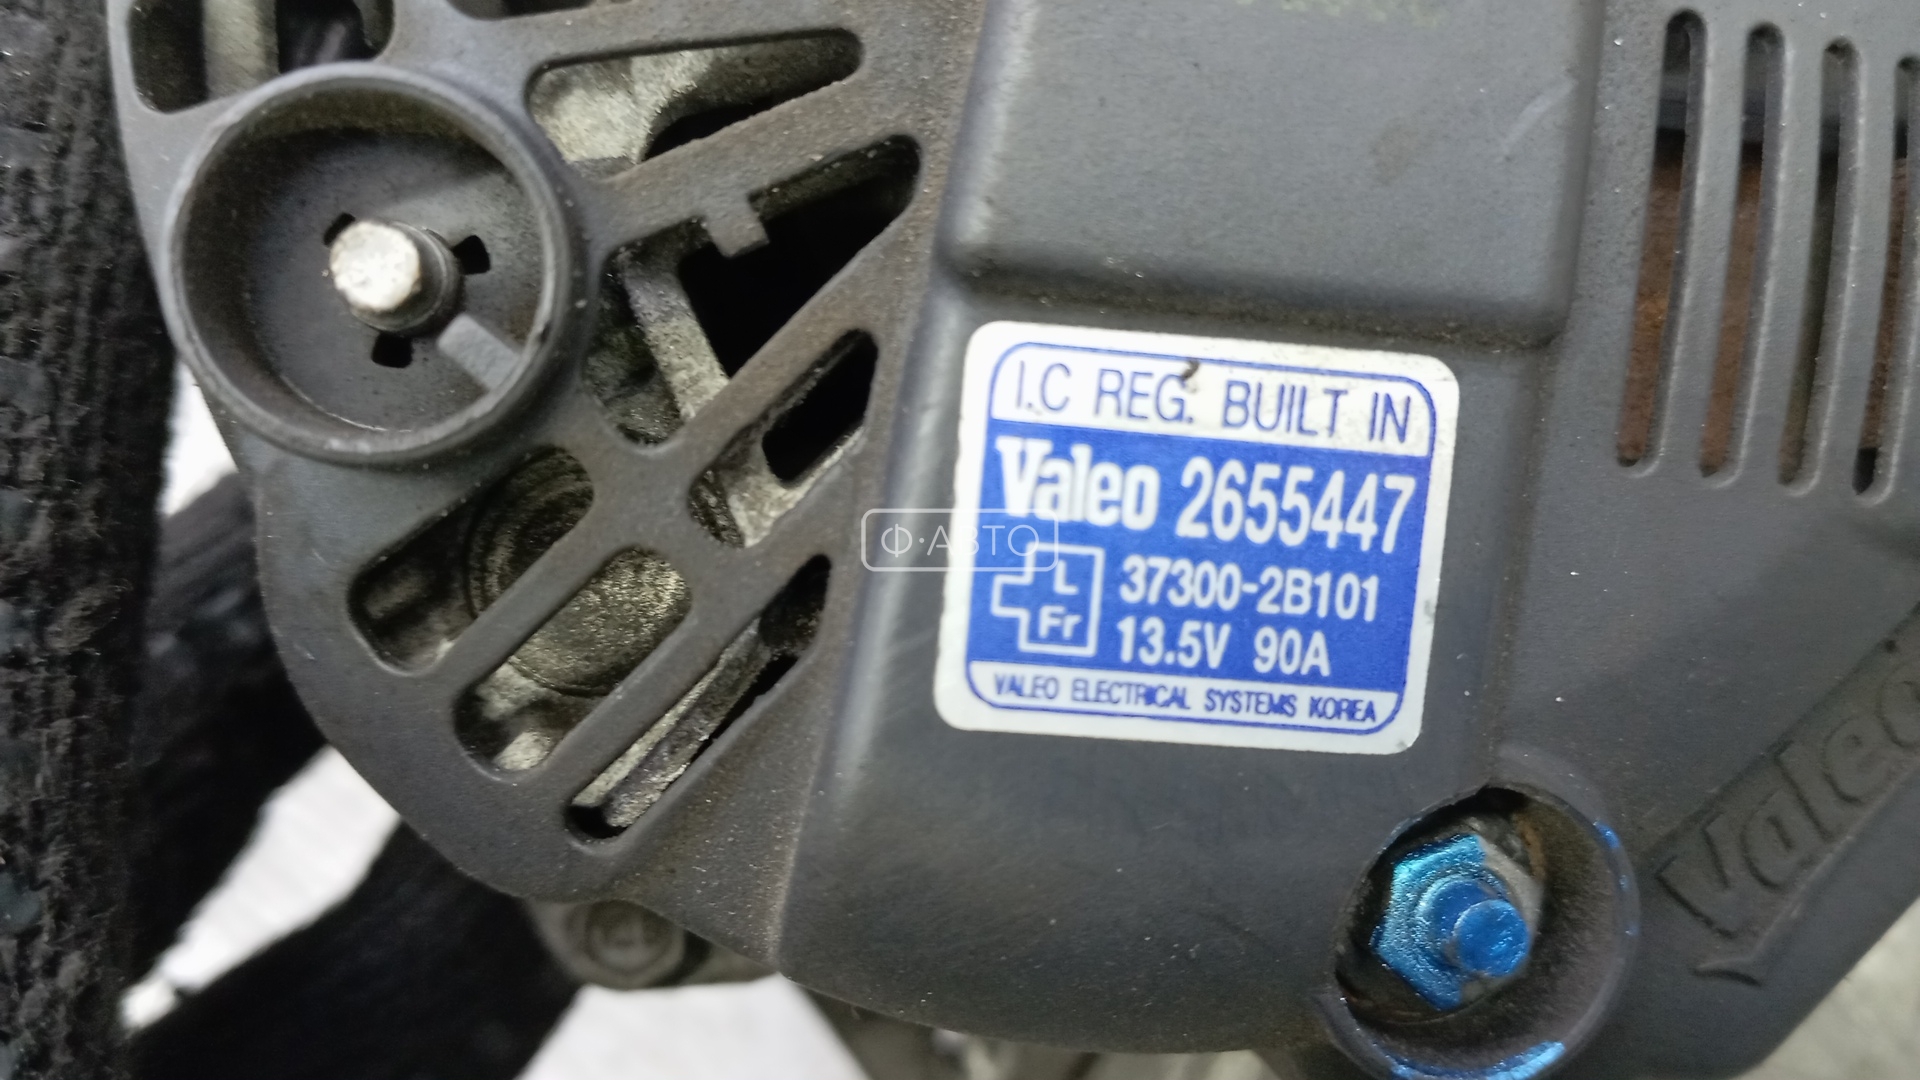 I.C REG. BUILT IN
Valeo 2655447
L
Fr
37300-2B101
13.5V 90A
VALEO ELECTRICAL SYSTEMS KOREA
Ф·АВТО
Valeo